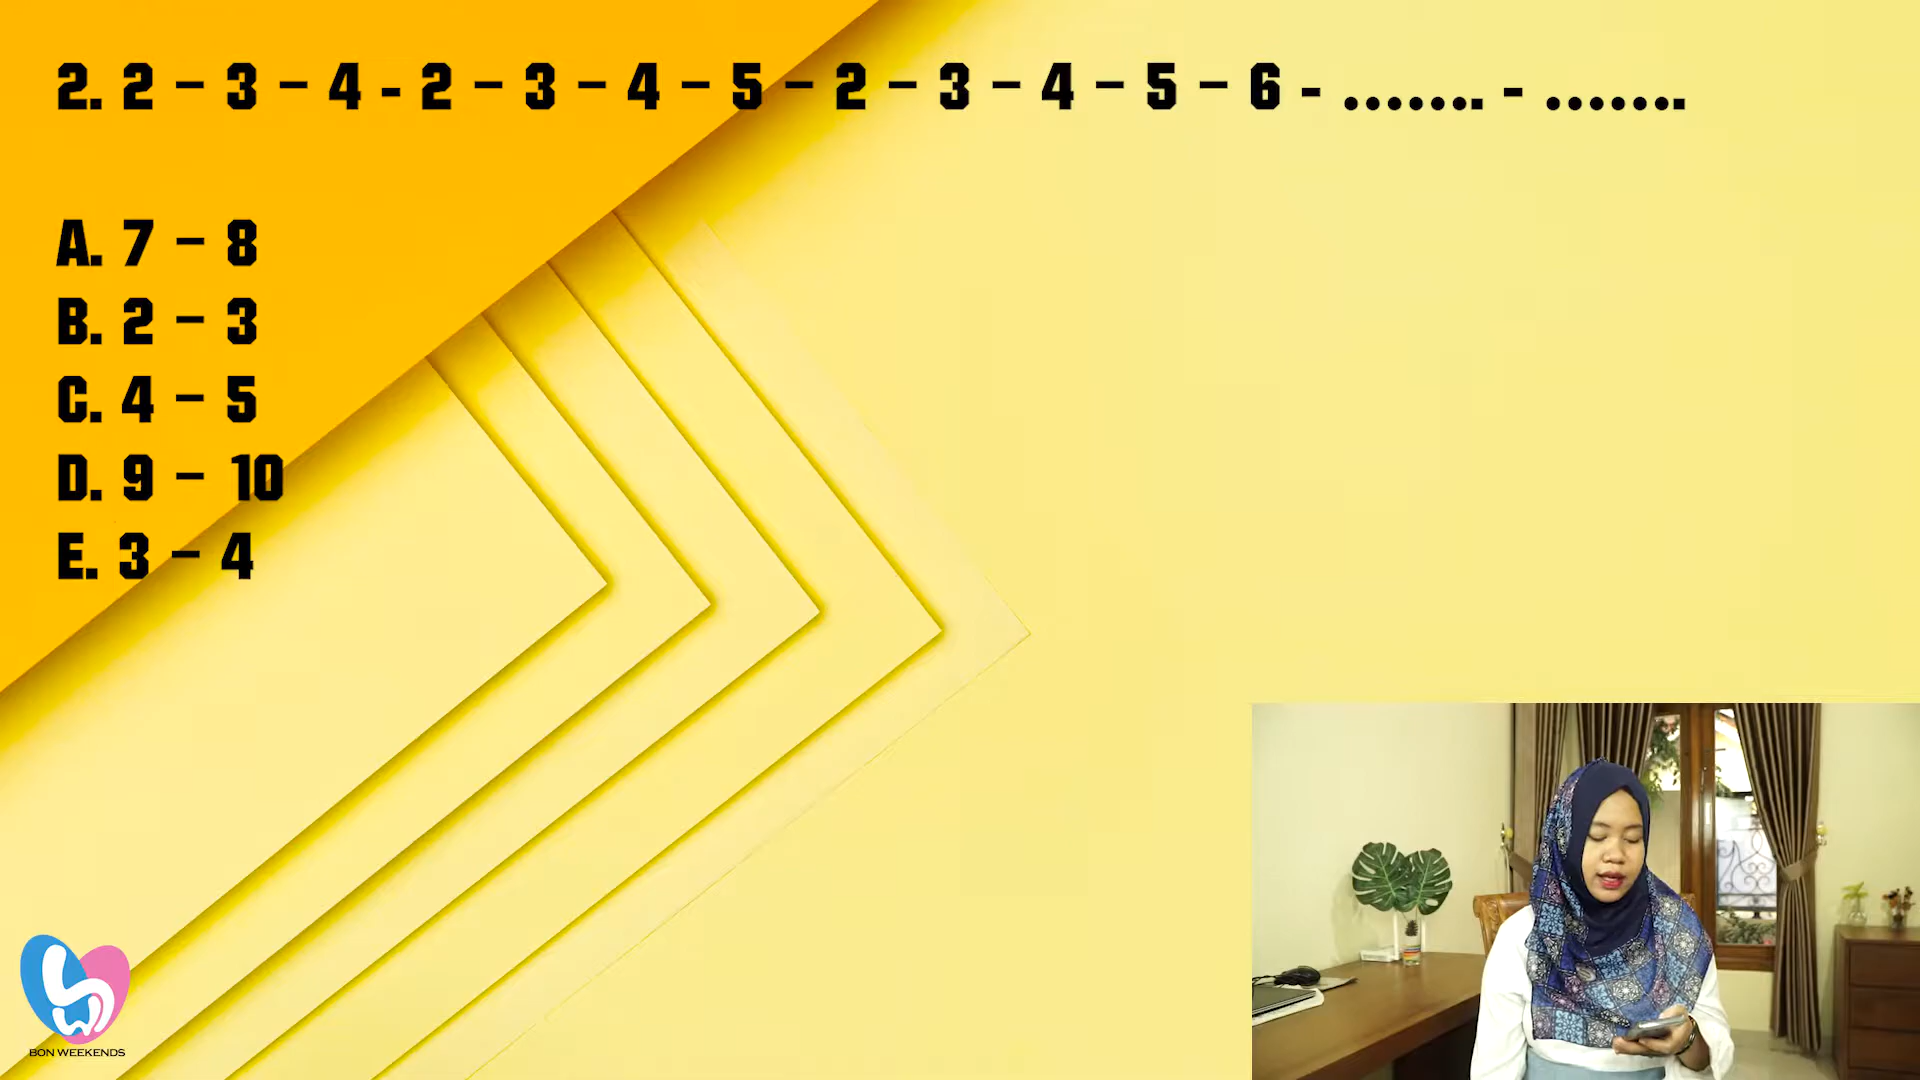 2. 2 – 3 – 4 - 2 – 3 – 4 – 5 – 2 – 3 – 4 – 5 – 6 - ....... - .......
A. 7 – 8
B. 2 – 3
C. 4 – 5
D. 9 – 10
E. 3 – 4
BON WEEKENDS